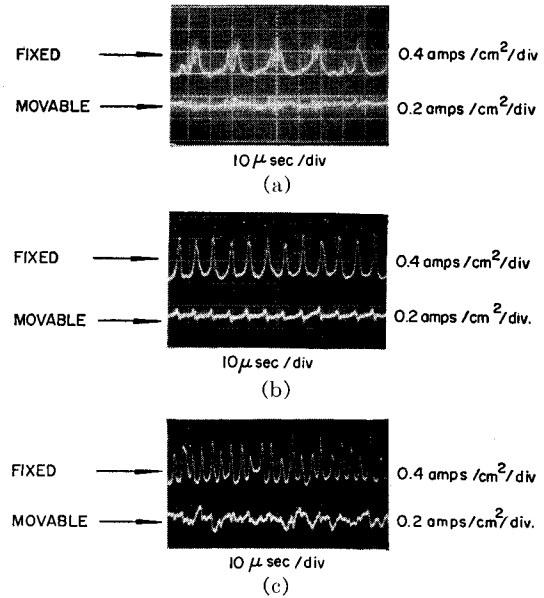 FIXED 0.4 amps/cm²/div
MOVABLE 0.2 amps/cm²/div
10 μ sec/div
(a)
FIXED 0.4 amps/cm²/div
MOVABLE 0.2 amps/cm²/div.
10 μ sec/div
(b)
FIXED 0.4 amps/cm²/div
MOVABLE 0.2 amps/cm²/div.
10 μ sec/div
(c)